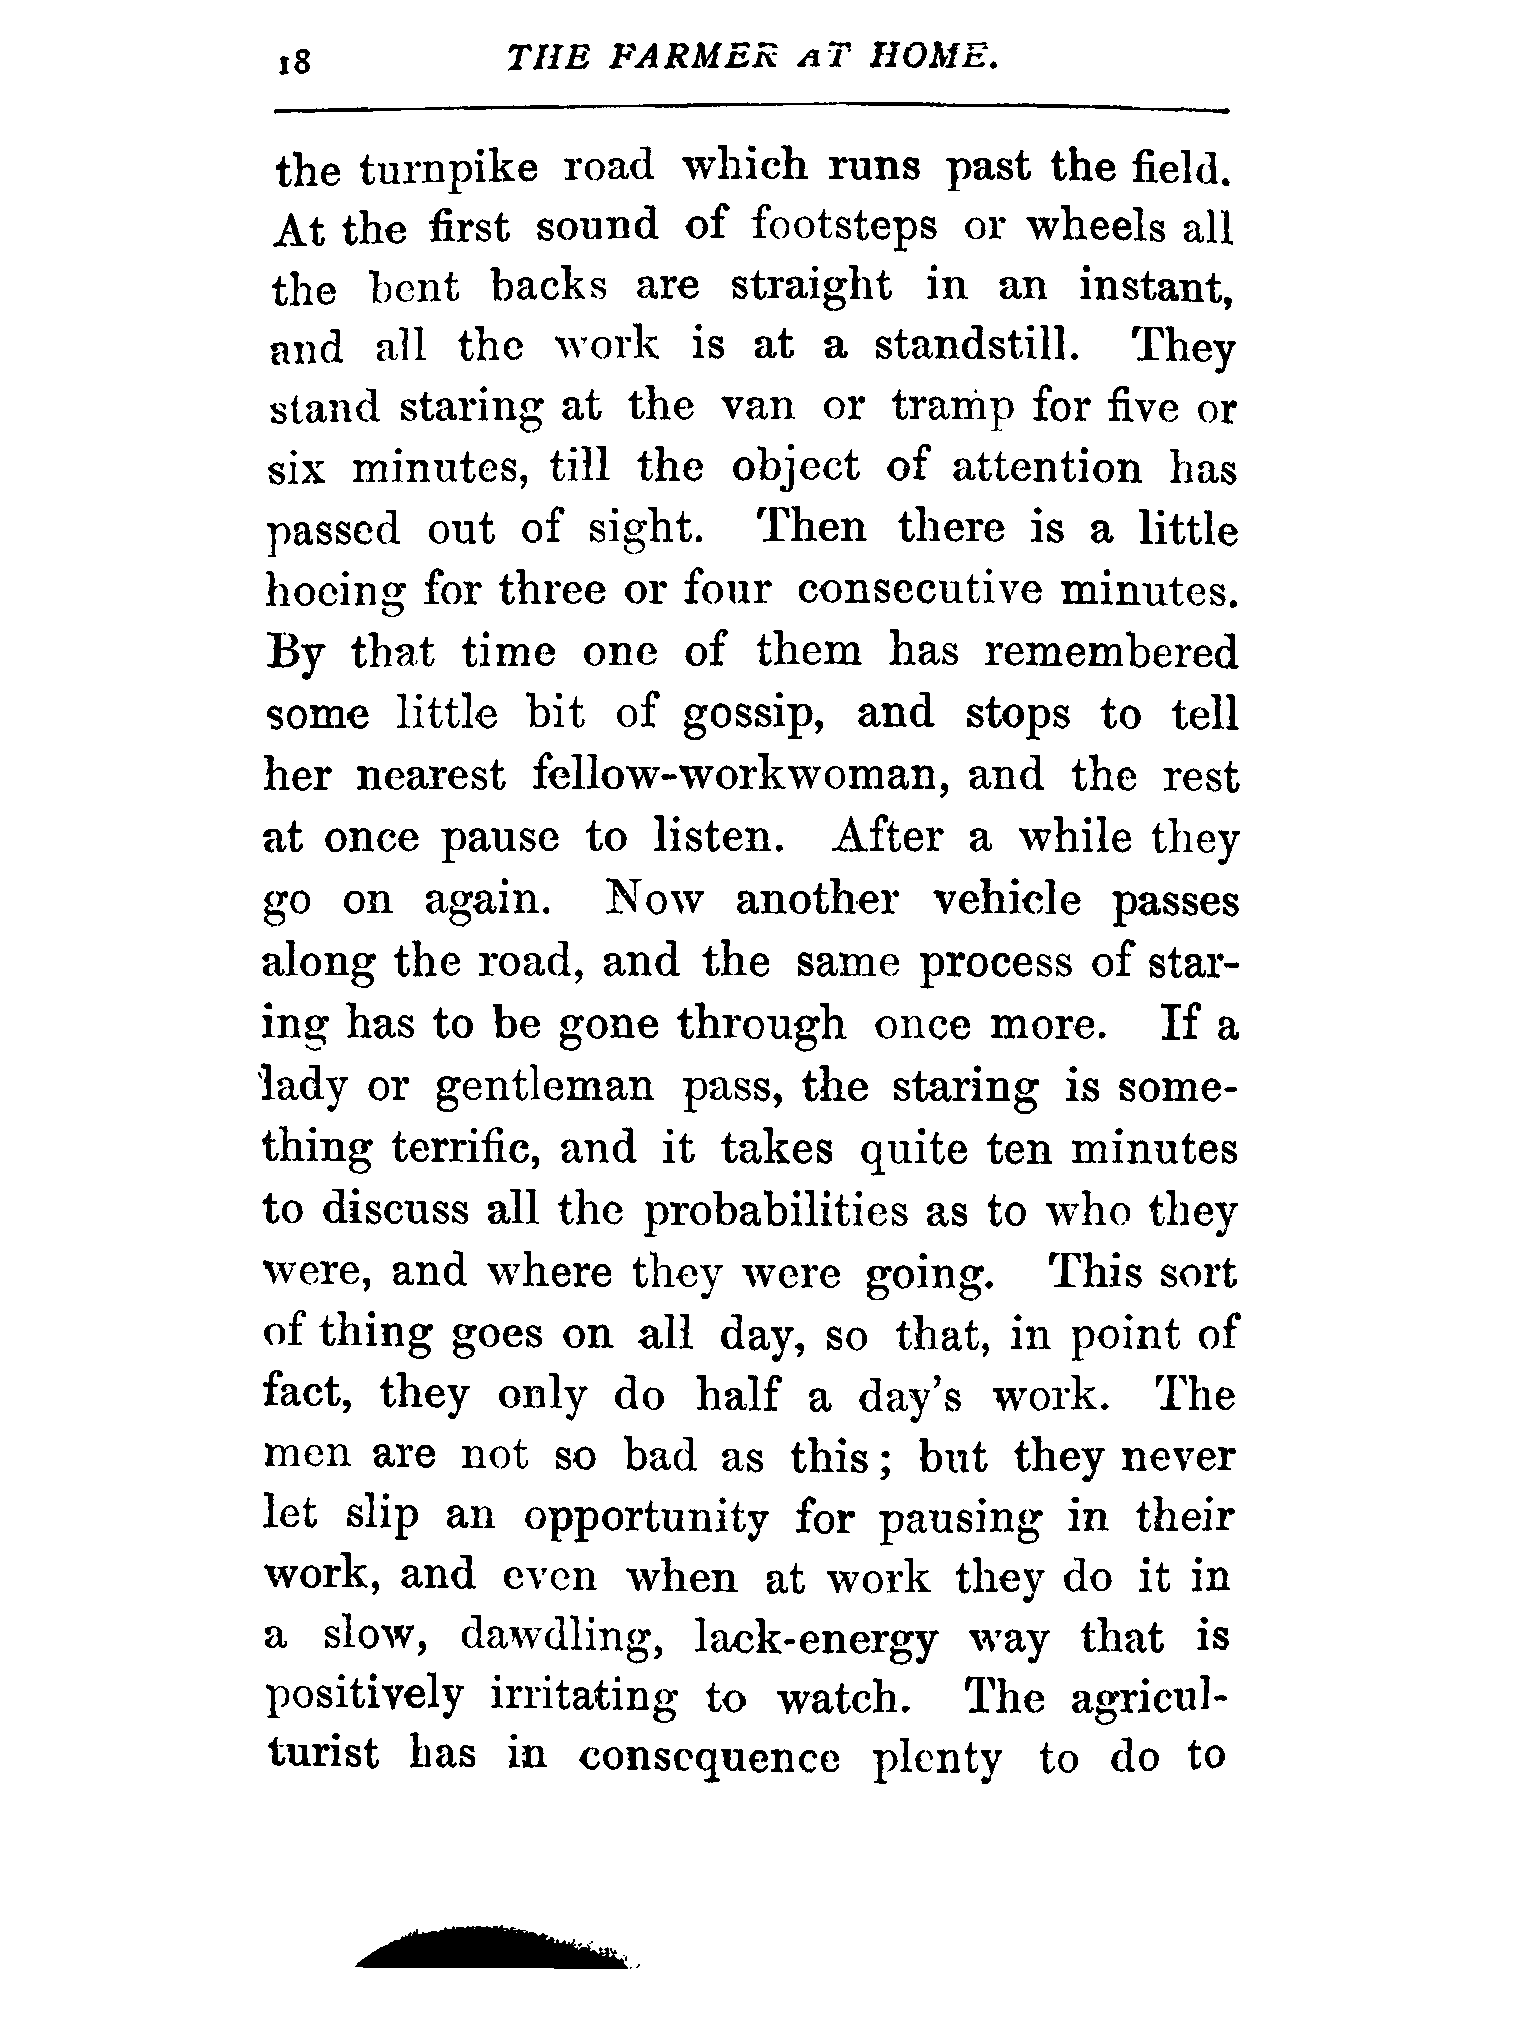 18 THE FARMER AT HOME.
the turnpike road which runs past the field.
At the first sound of footsteps or wheels all
the bent backs are straight in an instant,
and all the work is at a standstill. They
stand staring at the van or tramp for five or
six minutes, till the object of attention has
passed out of sight. Then there is a little
hoeing for three or four consecutive minutes.
By that time one of them has remembered
some little bit of gossip, and stops to tell
her nearest fellow-workwoman, and the rest
at once pause to listen. After a while they
go on again. Now another vehicle passes
along the road, and the same process of star-
ing has to be gone through once more. If a
lady or gentleman pass, the staring is some-
thing terrific, and it takes quite ten minutes
to discuss all the probabilities as to who they
were, and where they were going. This sort
of thing goes on all day, so that, in point of
fact, they only do half a day's work. The
men are not so bad as this; but they never
let slip an opportunity for pausing in their
work, and even when at work they do it in
a slow, dawdling, lack-energy way that is
positively irritating to watch. The agricul-
turist has in consequence plenty to do to